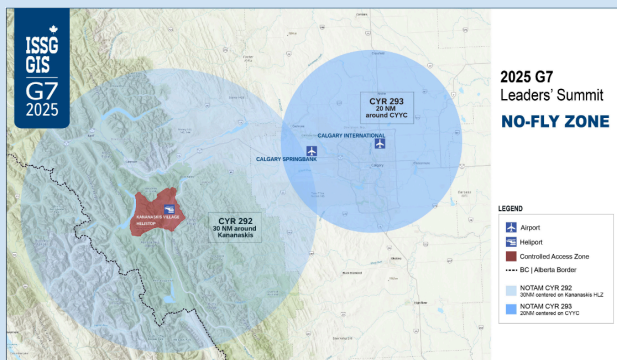 ISSG
GIS
G7
2025
CYR 293
20 NM
around CYYC
CALGARY INTERNATIONAL
CALGARY SPRINGBANK
KANANASKIS VILLAGE
HELISTOP
CYR 292
30 NM around
Kananaskis
2025 G7
Leaders' Summit
NO-FLY ZONE
LEGEND
Airport
Heliport
Controlled Access Zone
BC | Alberta Border
NOTAM CYR 292
30NM centered on Kananaskis HLZ
NOTAM CYR 293
20NM centered on CYYC